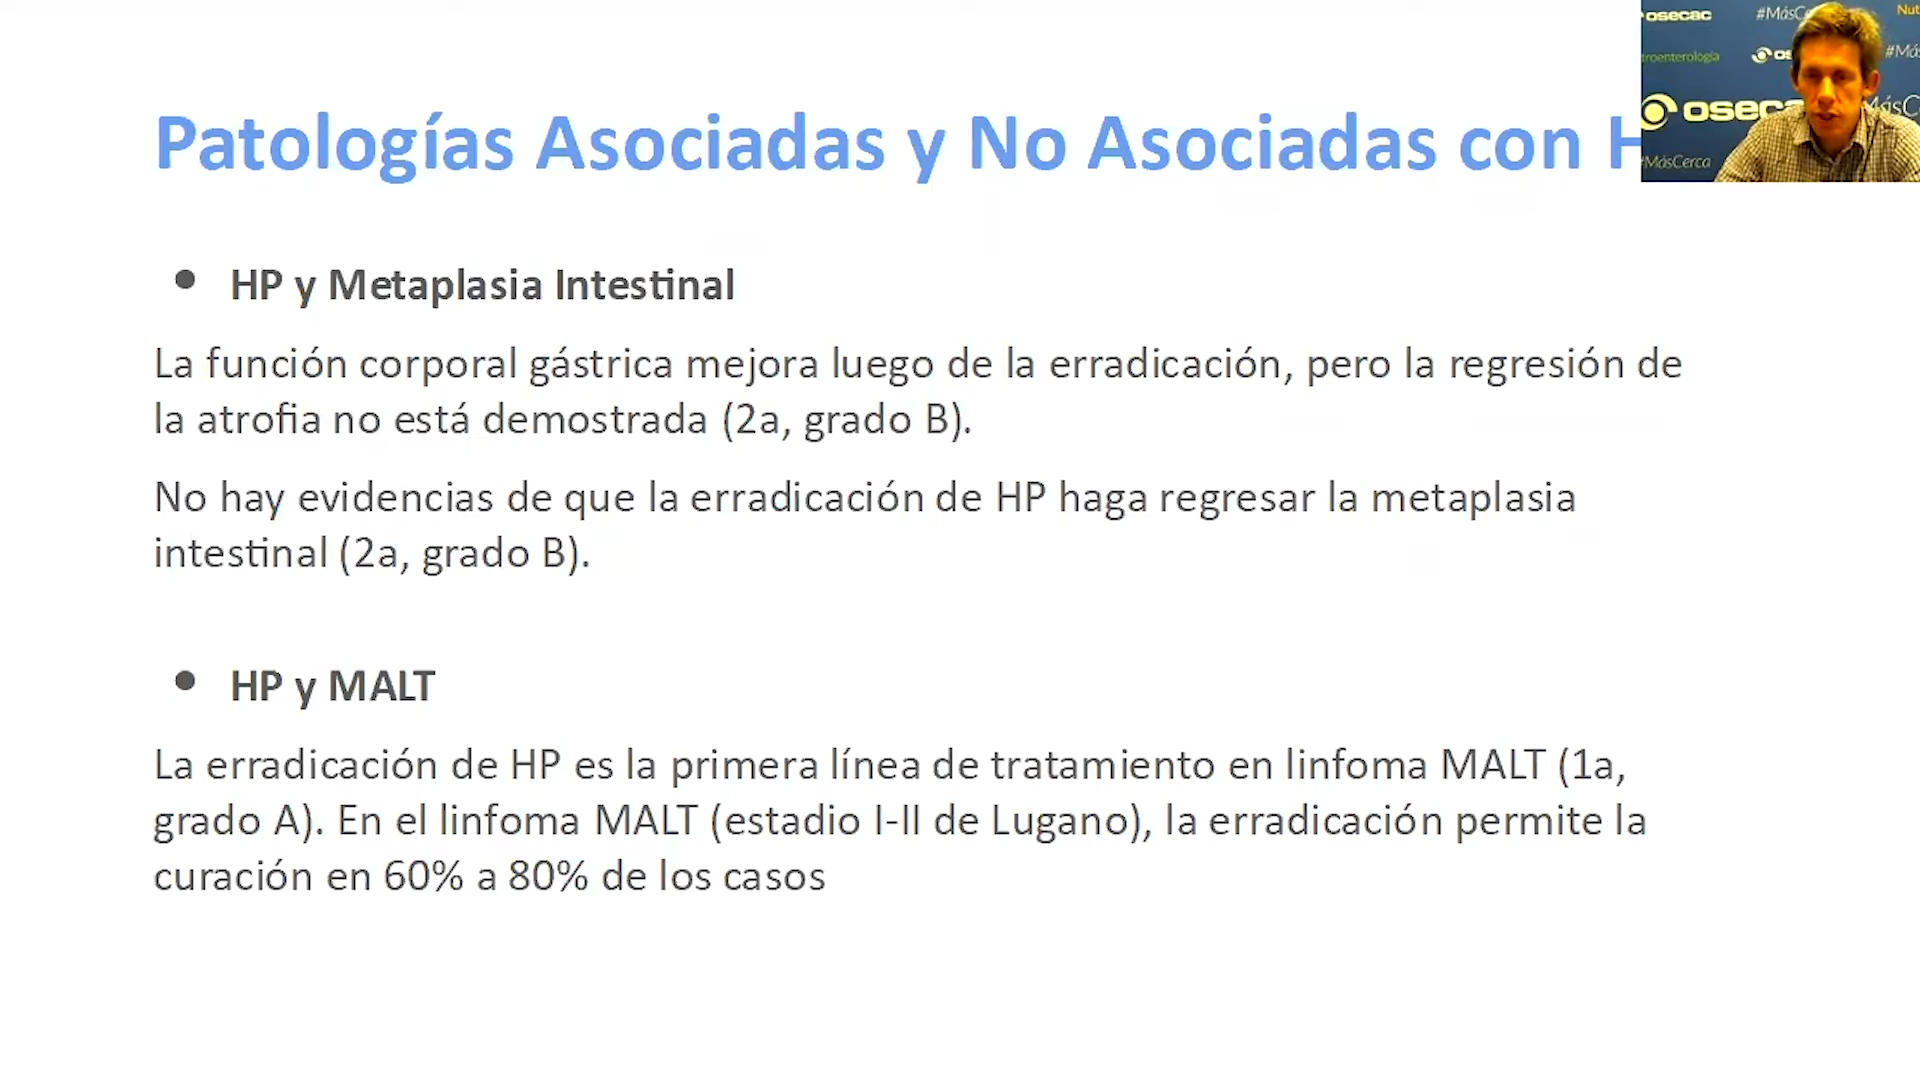 Patologías Asociadas y No Asociadas con
HP y Metaplasia Intestinal
La función corporal gástrica mejora luego de la erradicación, pero la regresión de
la atrofia no está demostrada (2a, grado B).
No hay evidencias de que la erradicación de HP haga regresar la metaplasia
intestinal (2a, grado B).
HP y MALT
La erradicación de HP es la primera línea de tratamiento en linfoma MALT (1a,
grado A). En el linfoma MALT (estadio I-II de Lugano), la erradicación permite la
curación en 60% a 80% de los casos
osecac
#MásCerca